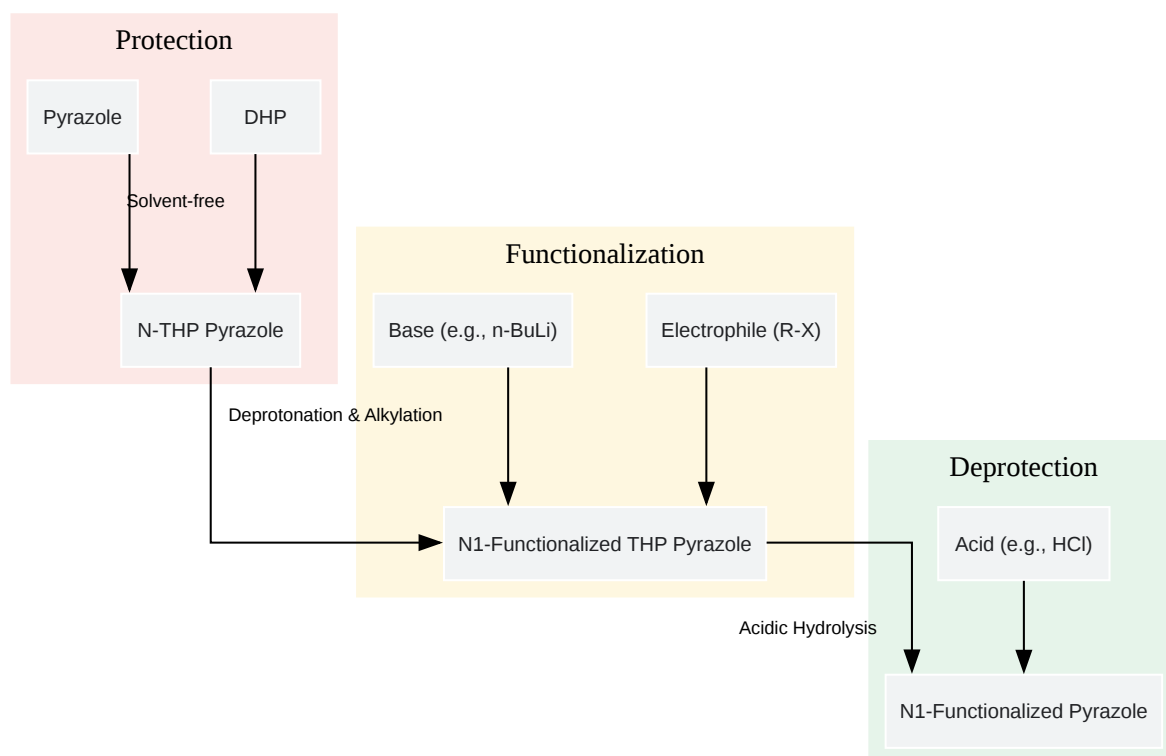 Protection
Pyrazole
DHP
Solvent-free
N-THP Pyrazole
Functionalization
Base (e.g., n-BuLi)
Electrophile (R-X)
Deprotonation & Alkylation
N1-Functionalized THP Pyrazole
Deprotection
Acid (e.g., HCl)
Acidic Hydrolysis
N1-Functionalized Pyrazole